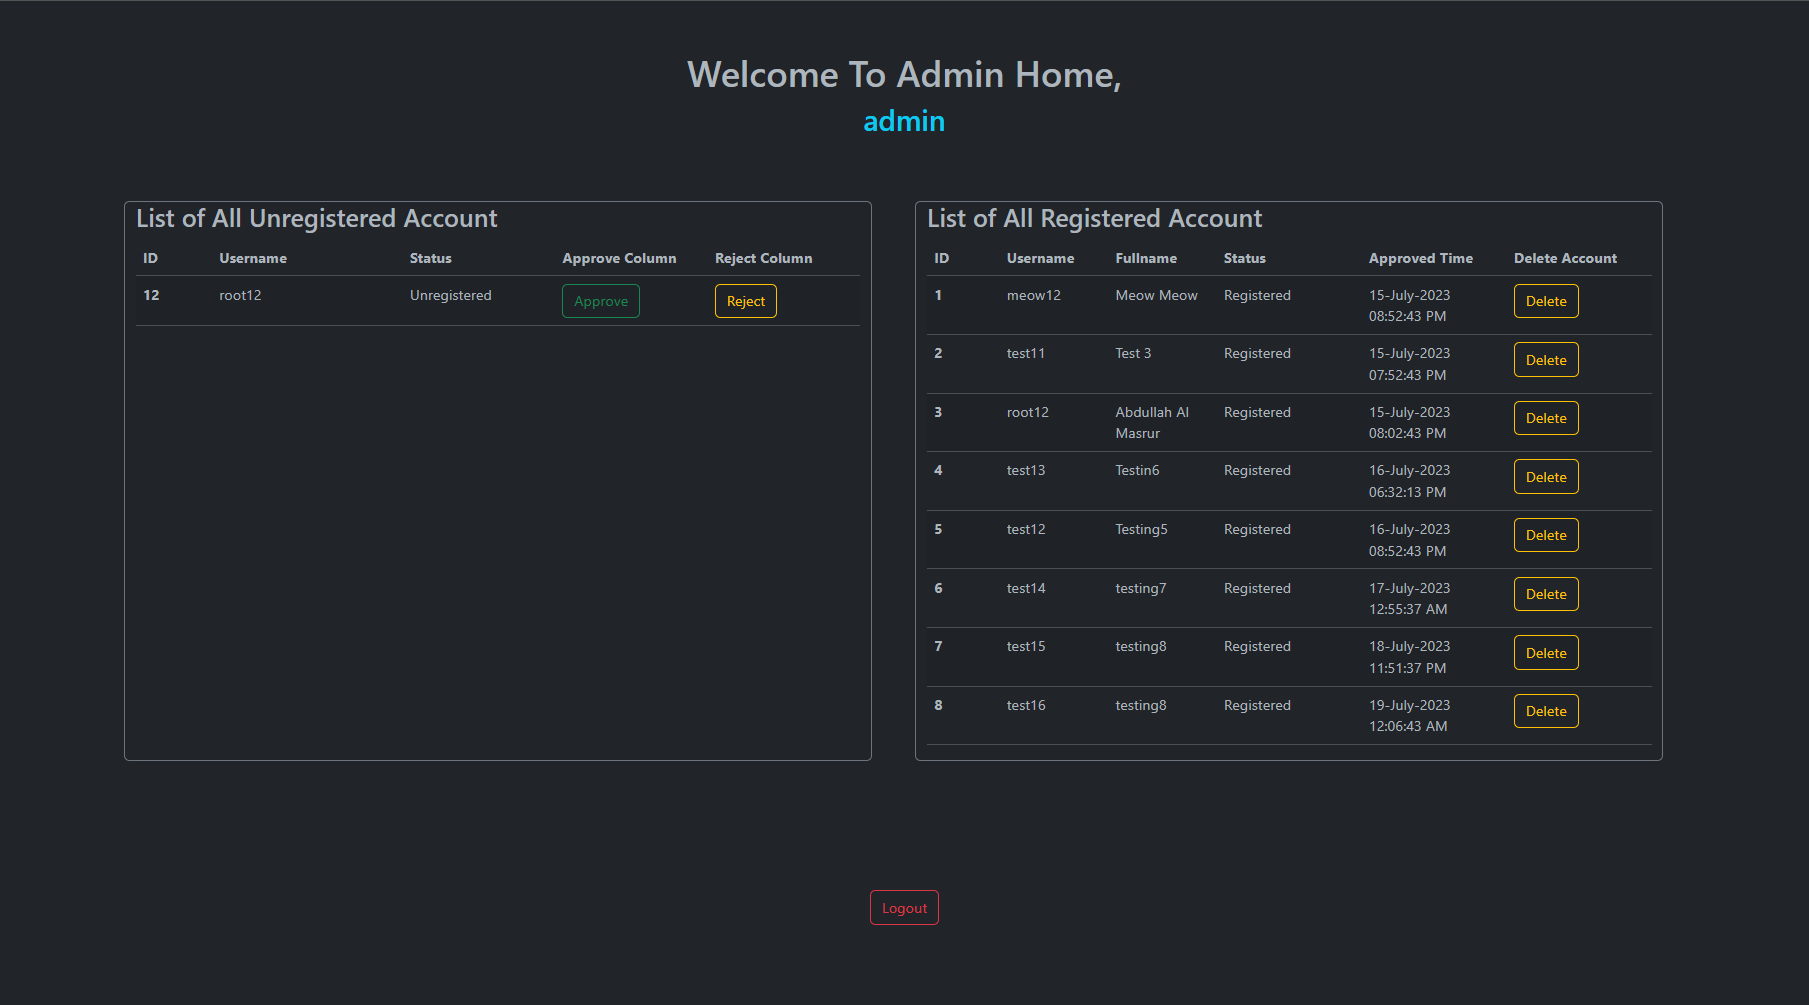 Welcome To Admin Home,
admin
List of All Unregistered Account
ID Username Status Approve Column Reject Column
12 root12 Unregistered Approve Reject
List of All Registered Account
ID Username Fullname Status Approved Time Delete Account
1 meow12 Meow Meow Registered 15-July-2023 Delete
08:52:43 PM
2 test11 Test 3 Registered 15-July-2023 Delete
07:52:43 PM
3 root12 Abdullah Al Registered 15-July-2023 Delete
Masrur 08:02:43 PM
4 test13 Testin6 Registered 16-July-2023 Delete
06:32:13 PM
5 test12 Testing5 Registered 16-July-2023 Delete
08:52:43 PM
6 test14 testing7 Registered 17-July-2023 Delete
12:55:37 AM
7 test15 testing8 Registered 18-July-2023 Delete
11:51:37 PM
8 test16 testing8 Registered 19-July-2023 Delete
12:06:43 AM
Logout